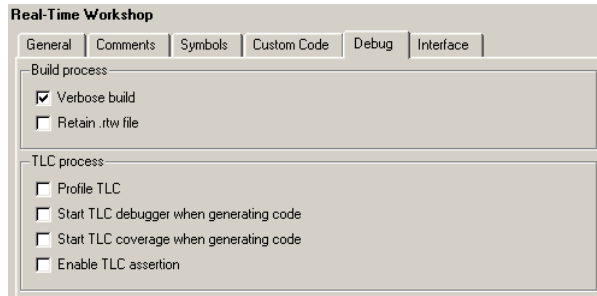 Real-Time Workshop
General Comments Symbols Custom Code Debug Interface
Build process
Verbose build
Retain .rtw file
TLC process
Profile TLC
Start TLC debugger when generating code
Start TLC coverage when generating code
Enable TLC assertion